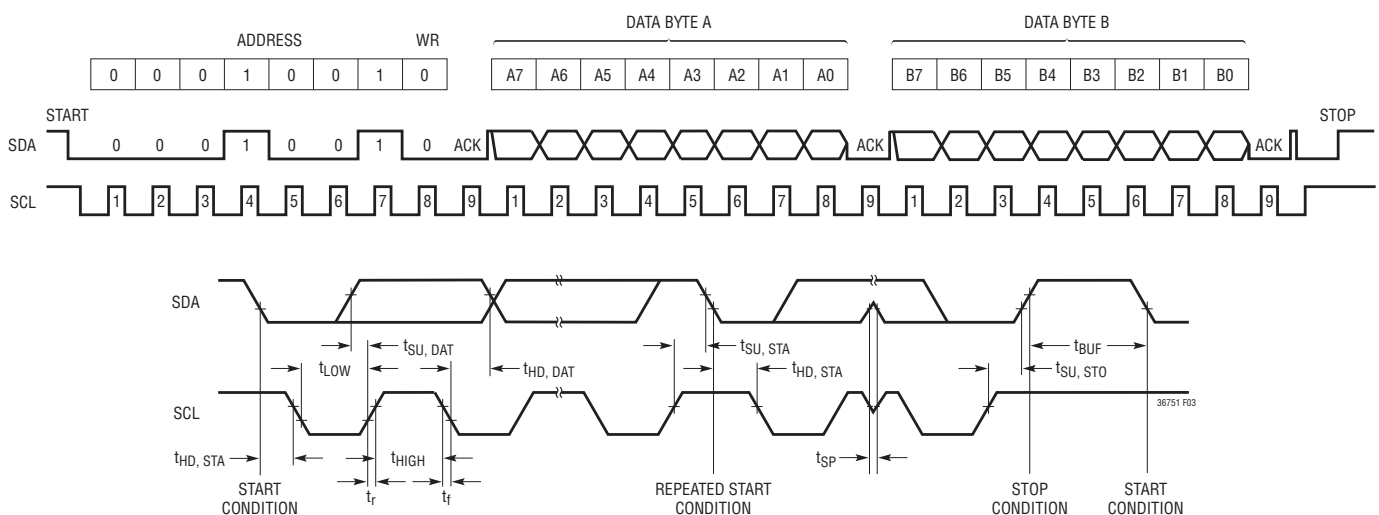 DATA BYTE A DATA BYTE B
ADDRESS WR
0 0 0 1 0 0 1 0 A7 A6 A5 A4 A3 A2 A1 A0 B7 B6 B5 B4 B3 B2 B1 B0
START STOP
SDA 0 0 0 1 0 0 1 0 ACK ACK ACK
SCL 1 2 3 4 5 6 7 8 9 1 2 3 4 5 6 7 8 9 1 2 3 4 5 6 7 8 9
SDA
tSU, DAT tSU, STA tBUF
tLOW tHD, DAT tHD, STA tSU, STO
SCL
36751 F03
tHD, STA tHIGH tSP
tr tf
START CONDITION
REPEATED START CONDITION
STOP CONDITION
START CONDITION